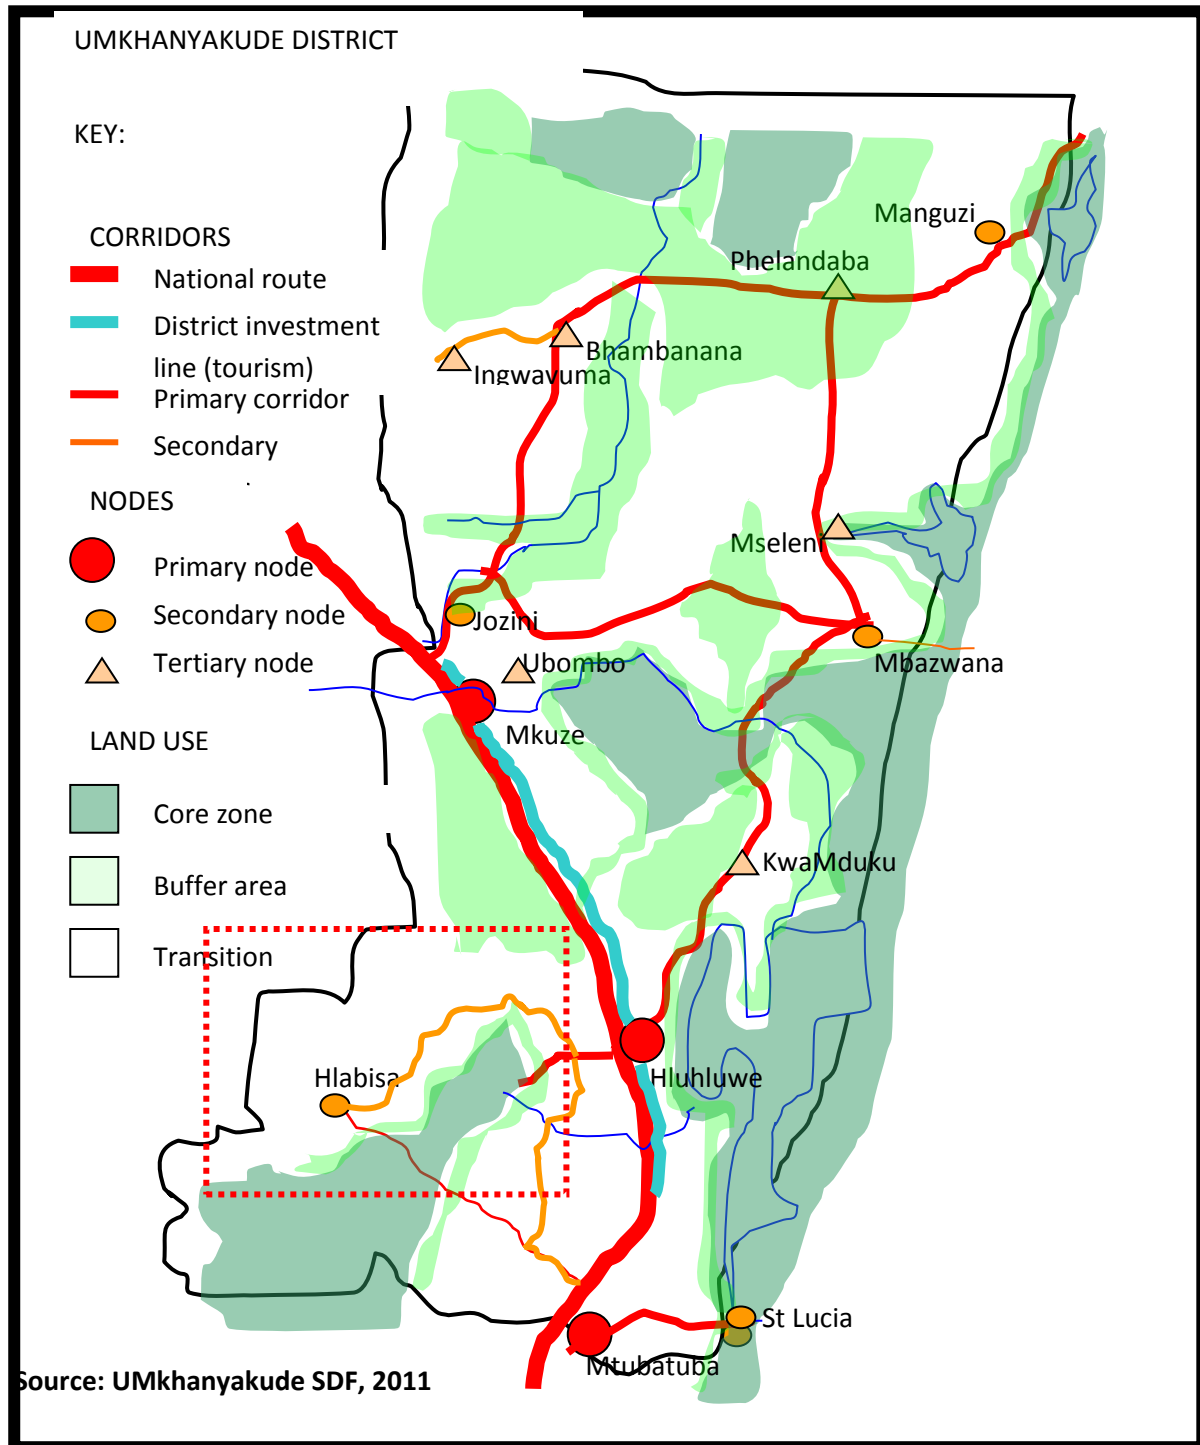 UMKHANYAKUDE DISTRICT
KEY:
CORRIDORS
National route
District investment
line (tourism)
Primary corridor
Secondary
NODES
Primary node
Secondary node
Tertiary node
LAND USE
Core zone
Buffer area
Transition
Manguzi
Phelandaba
Bhambanana
Ingwavuma
Mseleni
Jozini
Ubombo
Mbazwana
Mkuze
KwaMduku
Hlabisa
Hluhluwe
St Lucia
Mtubatuba
Source: UMkhanyakude SDF, 2011